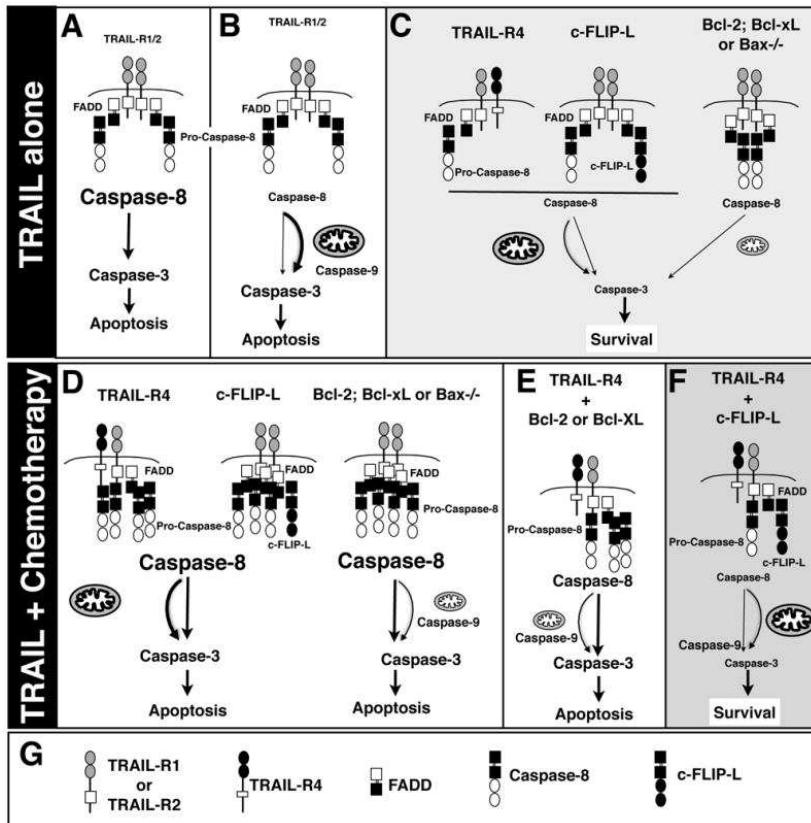 TRAIL alone
A
TRAIL-R1/2
FADD
Pro-Caspase-8
Caspase-8
Caspase-3
Apoptosis
B
TRAIL-R1/2
FADD
Caspase-8
Caspase-9
Caspase-3
Apoptosis
C
TRAIL-R4
FADD
Pro-Caspase-8
c-FLIP-L
FADD
c-FLIP-L
Caspase-8
Bcl-2; Bcl-xL
or Bax-/-
Caspase-8
Caspase-3
Survival
TRAIL + Chemotherapy
D
TRAIL-R4
FADD
Pro-Caspase-8
c-FLIP-L
FADD
c-FLIP-L
Caspase-8
Caspase-3
Apoptosis
Bcl-2; Bcl-xL or Bax-/-
FADD
Pro-Caspase-8
Caspase-8
Caspase-9
Caspase-3
Apoptosis
E
TRAIL-R4
+
Bcl-2 or Bcl-XL
FADD
Pro-Caspase-8
Caspase-8
Caspase-9
Caspase-3
Apoptosis
F
TRAIL-R4
+
c-FLIP-L
FADD
Pro-Caspase-8
c-FLIP-L
Caspase-8
Caspase-9
Caspase-3
Survival
G
TRAIL-R1
or
TRAIL-R2
TRAIL-R4
FADD
Caspase-8
c-FLIP-L